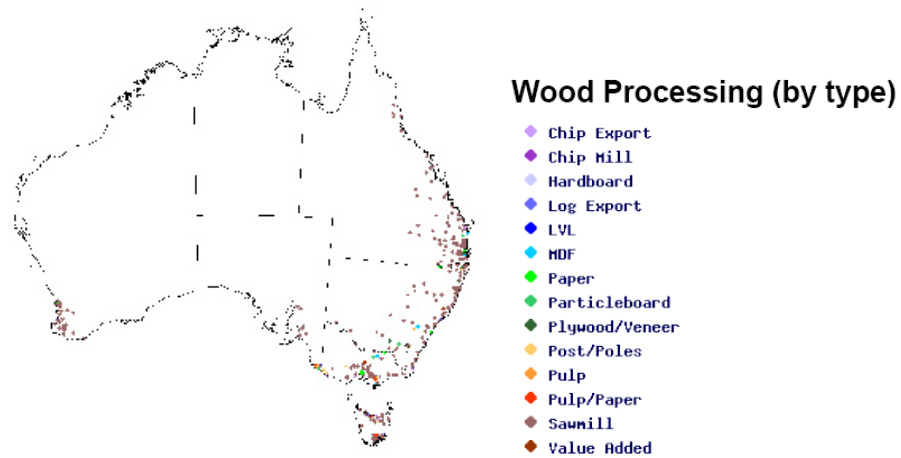 Wood Processing (by type)
Chip Export
Chip Mill
Hardboard
Log Export
LVL
MDF
Paper
Particleboard
Plywood/Veneer
Post/Poles
Pulp
Pulp/Paper
Sawmill
Value Added